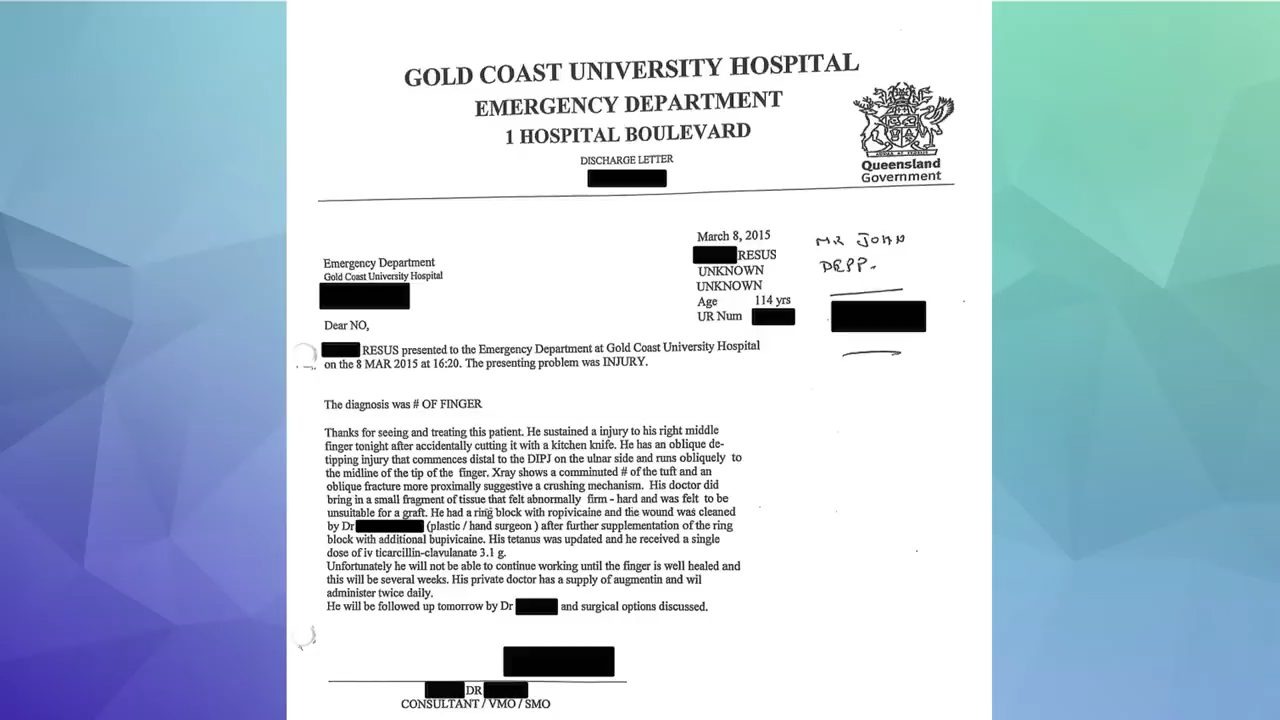 GOLD COAST UNIVERSITY HOSPITAL
EMERGENCY DEPARTMENT
1 HOSPITAL BOULEVARD
DISCHARGE LETTER
Queensland
Government
March 8, 2015
RESUS
UNKNOWN
UNKNOWN
Age 114 yrs
UR Num
MR JOHN
DEPP.
Emergency Department
Gold Coast University Hospital
Dear NO,
RESUS presented to the Emergency Department at Gold Coast University Hospital
on the 8 MAR 2015 at 16:20. The presenting problem was INJURY.
The diagnosis was # OF FINGER
Thanks for seeing and treating this patient. He sustained a injury to his right middle
finger tonight after accidentally cutting it with a kitchen knife. He has an oblique de-
tipping injury that commences distal to the DIPJ on the ulnar side and runs obliquely to
the midline of the tip of the finger. Xray shows a comminuted # of the tuft and an
oblique fracture more proximally suggestive a crushing mechanism. His doctor did
bring in a small fragment of tissue that felt abnormally firm - hard and was felt to be
unsuitable for a graft. He had a ring block with ropivicaine and the wound was cleaned
by Dr (plastic / hand surgeon ) after further supplementation of the ring
block with additional bupivicaine. His tetanus was updated and he received a single
dose of iv ticarcillin-clavulanate 3.1 g.
Unfortunately he will not be able to continue working until the finger is well healed and
this will be several weeks. His private doctor has a supply of augmentin and wil
administer twice daily.
He will be followed up tomorrow by Dr and surgical options discussed.
DR
CONSULTANT / VMO / SMO